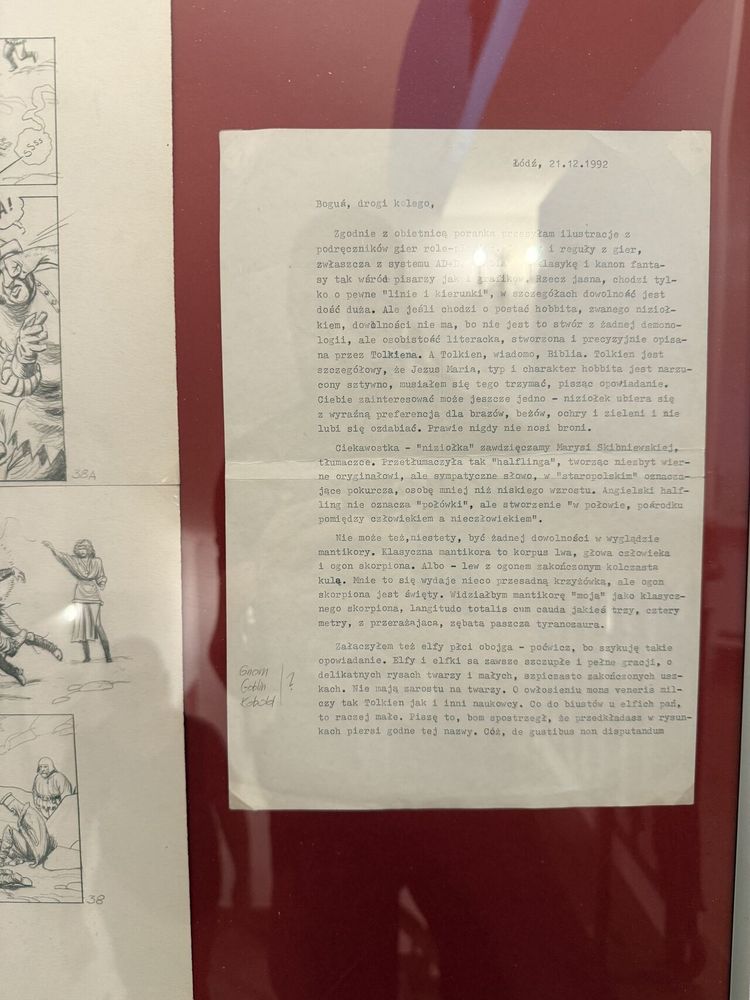 SSSS
A!
38A
38
Łódź, 21.12.1992
Boguś, drogi kolego,
Zgodnie z obietnicą poranka przesyłam ilustracje z
podręczników gier i reguły z gier,
zwłaszcza z systemu klasykę i kanon fanta-
sy tak wśród pisarzy jak i grafików. Rzecz jasna, chodzi tyl-
ko o pewne "linie i kierunki", w szczegółach dowolność jest
dość duża. Ale jeśli chodzi o postać hobbita, zwanego nizioł-
kiem, dowolności nie ma, bo nie jest to stwór z żadnej demono-
logii, ale osobistość literacka, stworzona i precyzyjnie opisa-
na przez Tolkiena. A Tolkien, wiadomo, Biblia. Tolkien jest
szczegółowy, że Jezus Maria, typ i charakter hobbita jest narzu-
cony sztywno, musiałem się tego trzymać, pisząc opowiadanie.
Ciebie zainteresować może jeszcze jedno - niziołek ubiera się
z wyraźną preferencją dla brązów, beżów, ochry i zieleni i nie
lubi się ozdabiać. Prawie nigdy nie nosi broni.
Ciekawostka - "niziołka" zawdzięczamy Marysi Skibniewskiej,
tłumaczce. Przetłumaczyła tak "halflinga", tworząc niezbyt wier-
ne oryginałowi, ale sympatyczne słowo, w "staropolskim" oznacza-
jące pokurcza, osobę mniej niż niskiego wzrostu. Angielski half-
ling nie oznacza "połówki", ale stworzenie "w połowie, pośrodku
pomiędzy człowiekiem a nieczłowiekiem".
Nie może też,niestety, być żadnej dowolności w wyglądzie
mantikory. Klasyczna mantikora to korpus lwa, głowa człowieka
i ogon skorpiona. Albo - lew z ogonem zakończonym kolczasta
kulą. Mnie to się wydaje nieco przesadną krzyżówką, ale ogon
skorpiona jest święty. Widziałbym mantikorę "moją" jako klasycz-
nego skorpiona, langitudo totalis cum cauda jakieś trzy, cztery
metry, z przerażająca, zębata paszcza tyranozaura.
Załączyłem też elfy płci obojga - poćwicz, bo szykuję takie
opowiadanie. Elfy i elfki są zawsze szczupłe i pełne gracji, o
delikatnych rysach twarzy i małych, szpiczasto zakończonych usz-
kach. Nie mają zarostu na twarzy. O owłosieniu mons veneris mil-
czy tak Tolkien jak i inni naukowcy. Co do biustów u elfich pań,
to raczej małe. Piszę to, bom spostrzegł, że przedkładasz w rysun-
kach piersi godne tej nazwy. Cóż, de gustibus non disputandum
Gnom
Goblin
Kobold
?